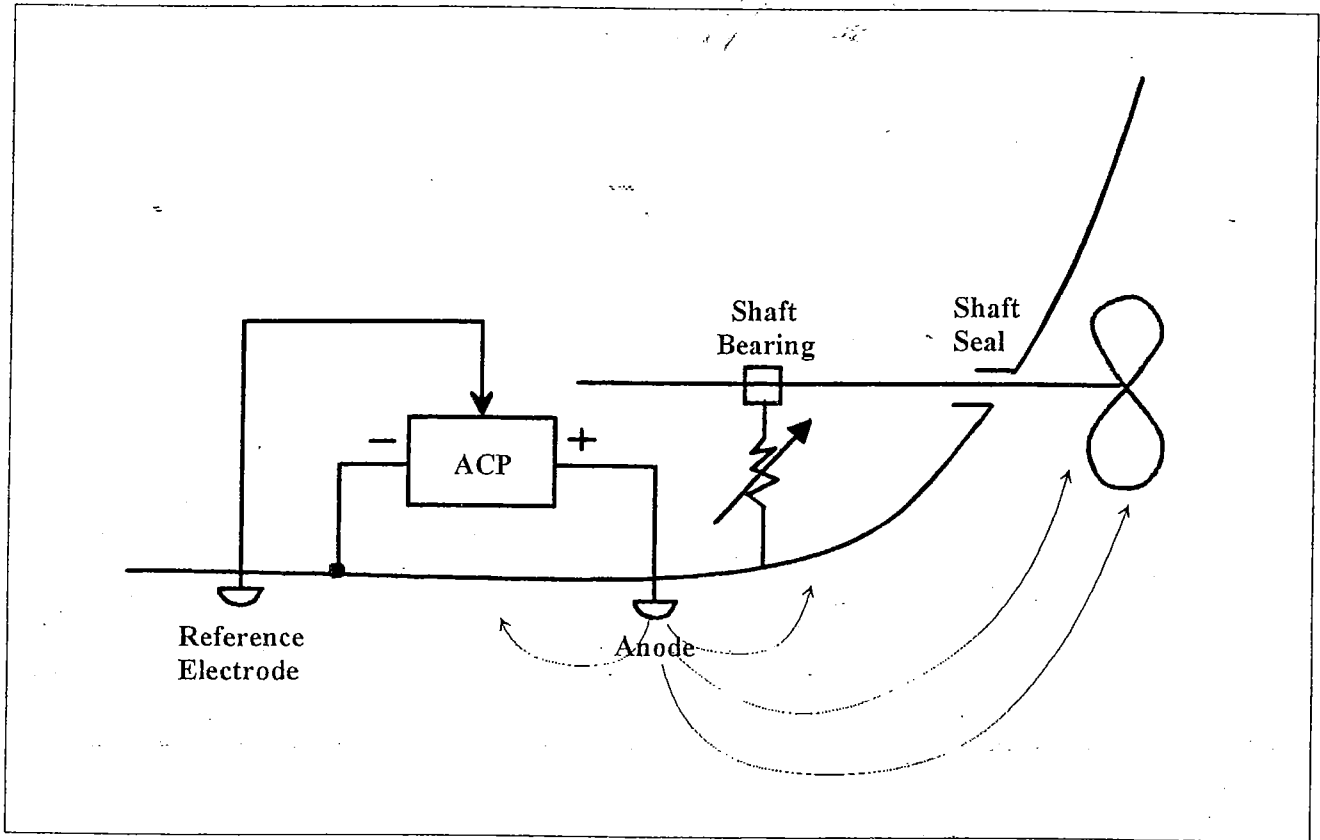 Shaft
Bearing
Shaft
Seal
− ACP +
Reference
Electrode
Anode